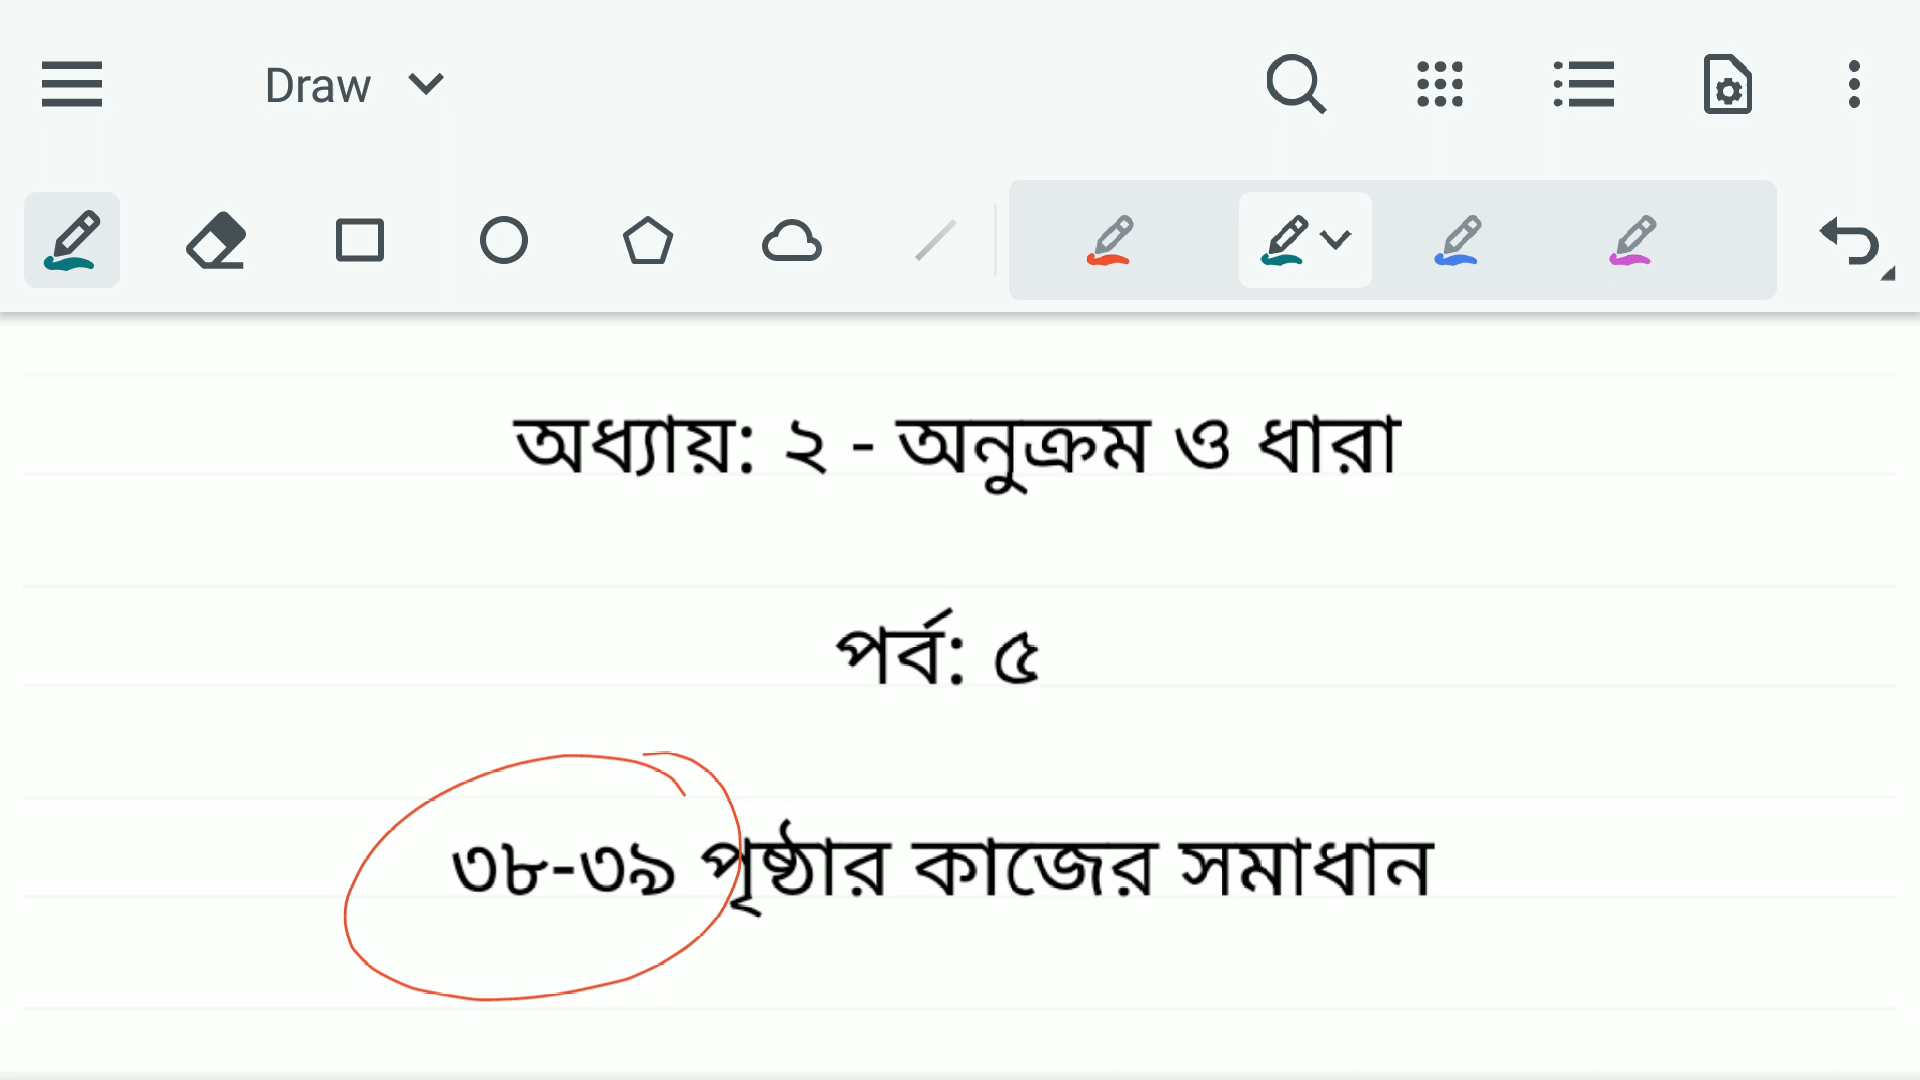 Draw
অধ্যায়: ২ - অনুক্রম ও ধারা
পর্ব: ৫
৩৮-৩৯ পৃষ্ঠার কাজের সমাধান